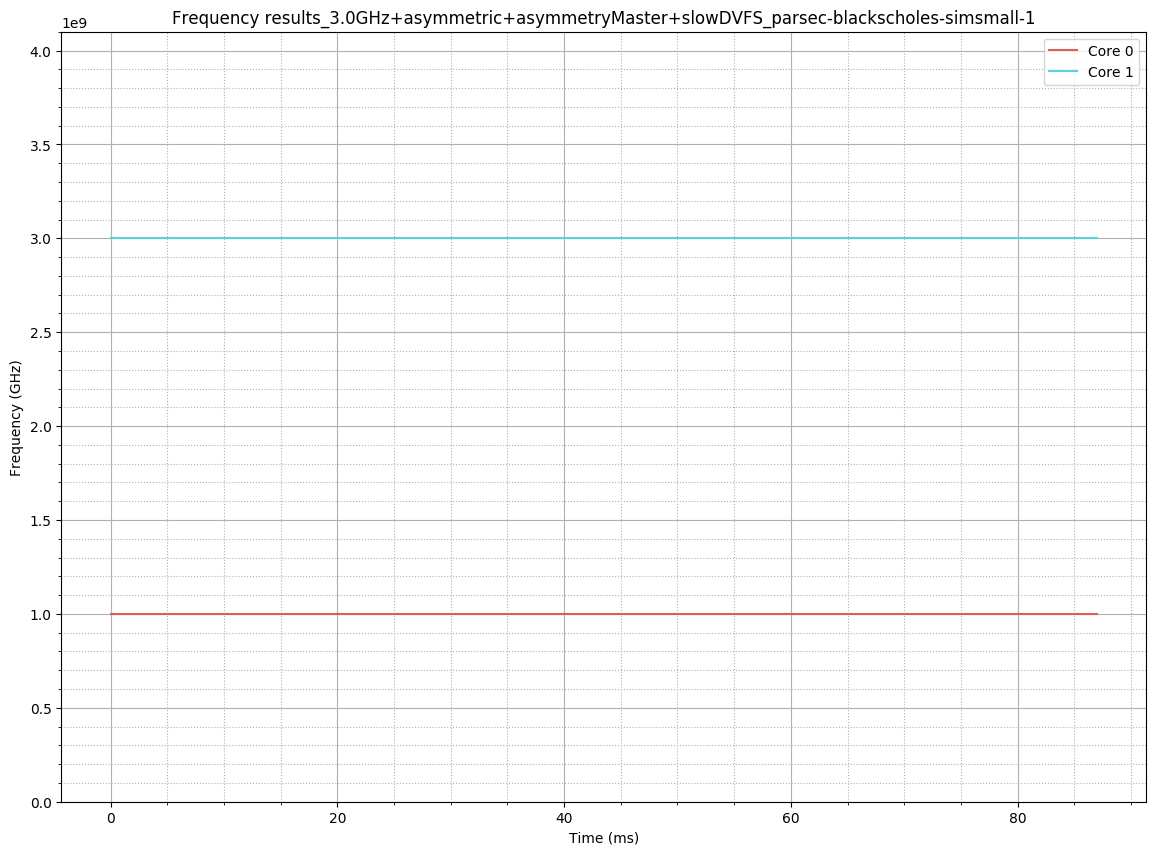 Frequency results_3.0GHz+asymmetric+asymmetryMaster+slowDVFS_parsec-blackscholes-simsmall-1
1e9
Core 0
Core 1
4.0
3.5
3.0
2.5
2.0
1.5
1.0
0.5
0.0
Frequency (GHz)
0 20 40 60 80
Time (ms)